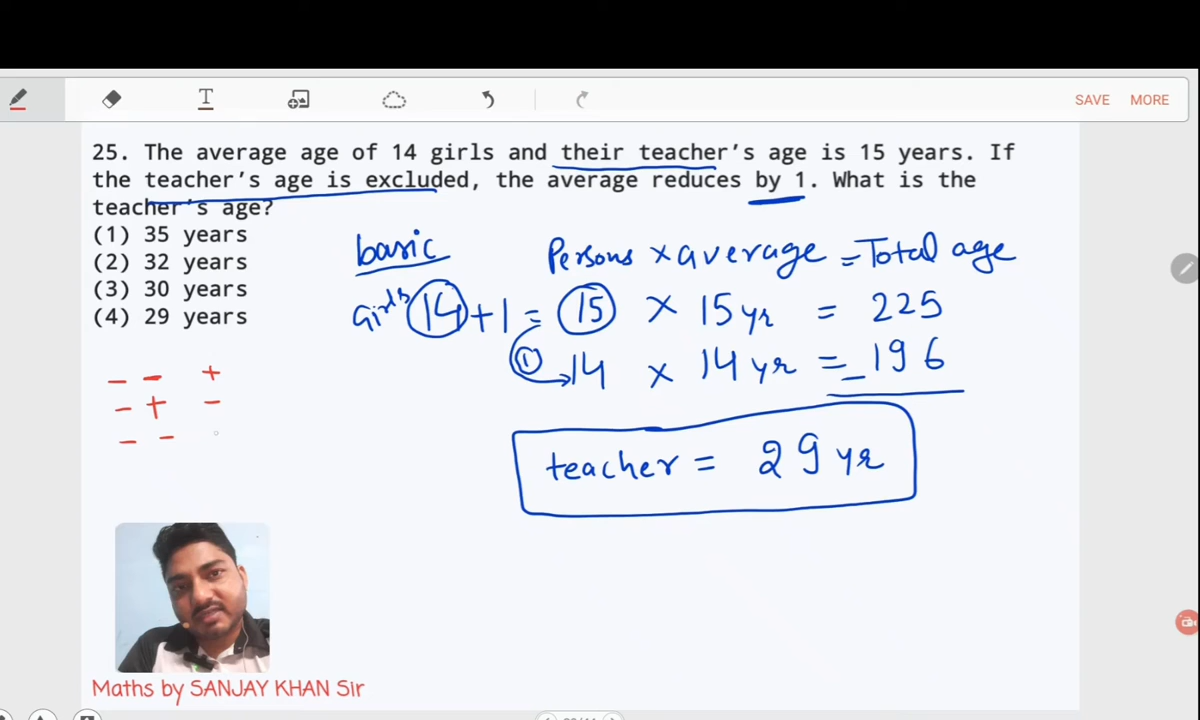 SAVE MORE
25. The average age of 14 girls and their teacher's age is 15 years. If
the teacher's age is excluded, the average reduces by 1. What is the
teacher's age?
(1) 35 years
(2) 32 years
(3) 30 years
(4) 29 years
basic
Persons × average = Total age
Girls 14 + 1 = 15 × 15 yr = 225
(1) 14 × 14 yr = - 196
teacher = 29 yr
- - +
- + -
- -
Maths by SANJAY KHAN Sir